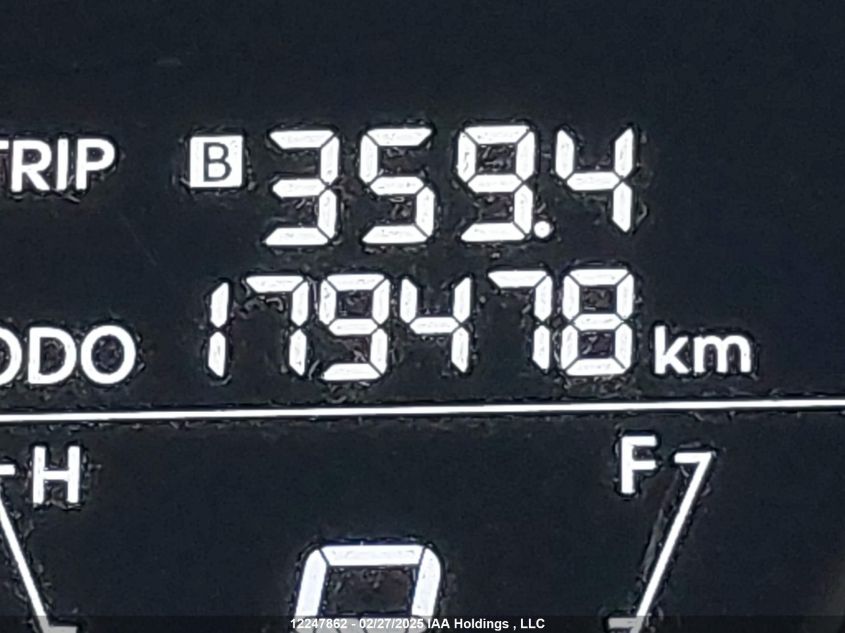 TRIP B 359.4
ODO 179478 km
H F
12247862 - 02/27/2025 IAA Holdings , LLC